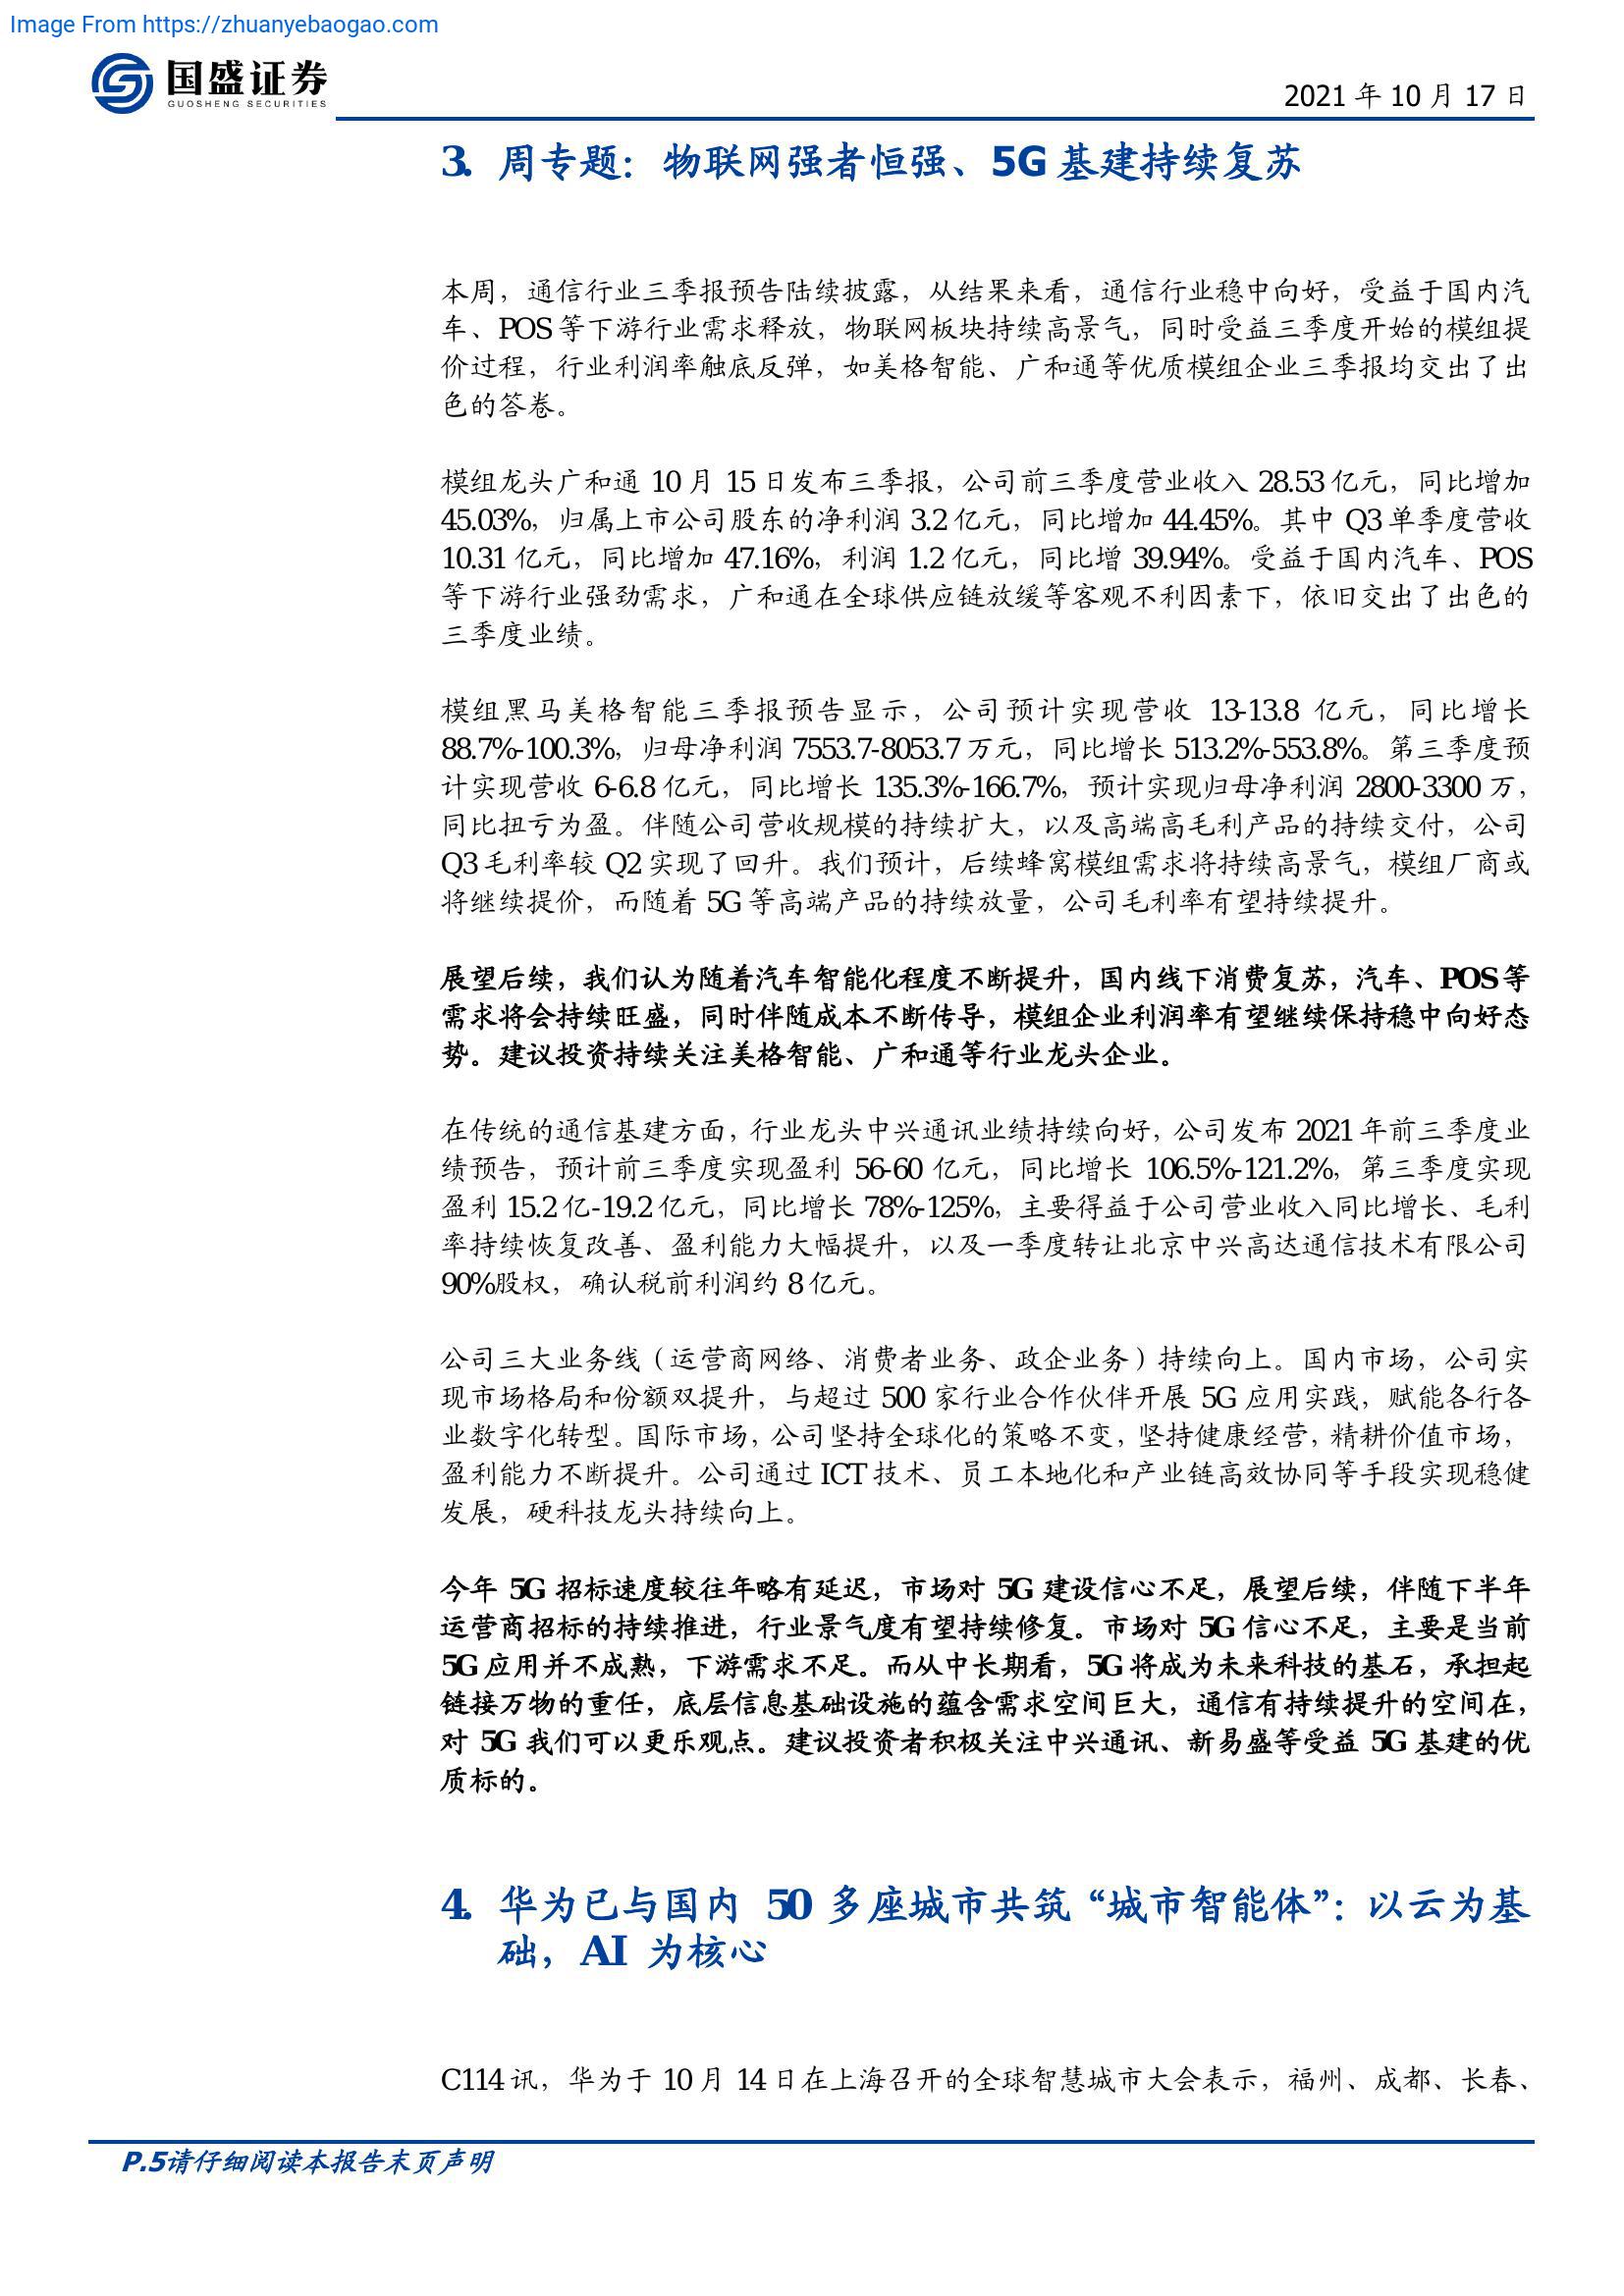 Image From https://zhuanyebaogao.com
国盛证券
GUOSHENG SECURITIES
2021 年 10 月 17 日
3. 周专题：物联网强者恒强、5G 基建持续复苏
本周，通信行业三季报预告陆续披露，从结果来看，通信行业稳中向好，受益于国内汽
车、POS 等下游行业需求释放，物联网板块持续高景气，同时受益三季度开始的模组提
价过程，行业利润率触底反弹，如美格智能、广和通等优质模组企业三季报均交出了出
色的答卷。
模组龙头广和通 10 月 15 日发布三季报，公司前三季度营业收入 28.53 亿元，同比增加
45.03%，归属上市公司股东的净利润 3.2 亿元，同比增加 44.45%。其中 Q3 单季度营收
10.31 亿元，同比增加 47.16%，利润 1.2 亿元，同比增 39.94%。受益于国内汽车、POS
等下游行业强劲需求，广和通在全球供应链放缓等客观不利因素下，依旧交出了出色的
三季度业绩。
模组黑马美格智能三季报预告显示，公司预计实现营收 13-13.8 亿元，同比增长
88.7%-100.3%，归母净利润 7553.7-8053.7 万元，同比增长 513.2%-553.8%。第三季度预
计实现营收 6-6.8 亿元，同比增长 135.3%-166.7%，预计实现归母净利润 2800-3300 万，
同比扭亏为盈。伴随公司营收规模的持续扩大，以及高端高毛利产品的持续交付，公司
Q3 毛利率较 Q2 实现了回升。我们预计，后续蜂窝模组需求将持续高景气，模组厂商或
将继续提价，而随着 5G 等高端产品的持续放量，公司毛利率有望持续提升。
展望后续，我们认为随着汽车智能化程度不断提升，国内线下消费复苏，汽车、POS 等
需求将会持续旺盛，同时伴随成本不断传导，模组企业利润率有望继续保持稳中向好态
势。建议投资持续关注美格智能、广和通等行业龙头企业。
在传统的通信基建方面，行业龙头中兴通讯业绩持续向好，公司发布 2021 年前三季度业
绩预告，预计前三季度实现盈利 56-60 亿元，同比增长 106.5%-121.2%，第三季度实现
盈利 15.2 亿-19.2 亿元，同比增长 78%-125%，主要得益于公司营业收入同比增长、毛利
率持续恢复改善、盈利能力大幅提升，以及一季度转让北京中兴高达通信技术有限公司
90%股权，确认税前利润约 8 亿元。
公司三大业务线（运营商网络、消费者业务、政企业务）持续向上。国内市场，公司实
现市场格局和份额双提升，与超过 500 家行业合作伙伴开展 5G 应用实践，赋能各行各
业数字化转型。国际市场，公司坚持全球化的策略不变，坚持健康经营，精耕价值市场，
盈利能力不断提升。公司通过 ICT 技术、员工本地化和产业链高效协同等手段实现稳健
发展，硬科技龙头持续向上。
今年 5G 招标速度较往年略有延迟，市场对 5G 建设信心不足，展望后续，伴随下半年
运营商招标的持续推进，行业景气度有望持续修复。市场对 5G 信心不足，主要是当前
5G 应用并不成熟，下游需求不足。而从中长期看，5G 将成为未来科技的基石，承担起
链接万物的重任，底层信息基础设施的蕴含需求空间巨大，通信有持续提升的空间在，
对 5G 我们可以更乐观点。建议投资者积极关注中兴通讯、新易盛等受益 5G 基建的优
质标的。
4. 华为已与国内 50 多座城市共筑“城市智能体”：以云为基
础，AI 为核心
C114 讯，华为于 10 月 14 日在上海召开的全球智慧城市大会表示，福州、成都、长春、
P.5请仔细阅读本报告末页声明